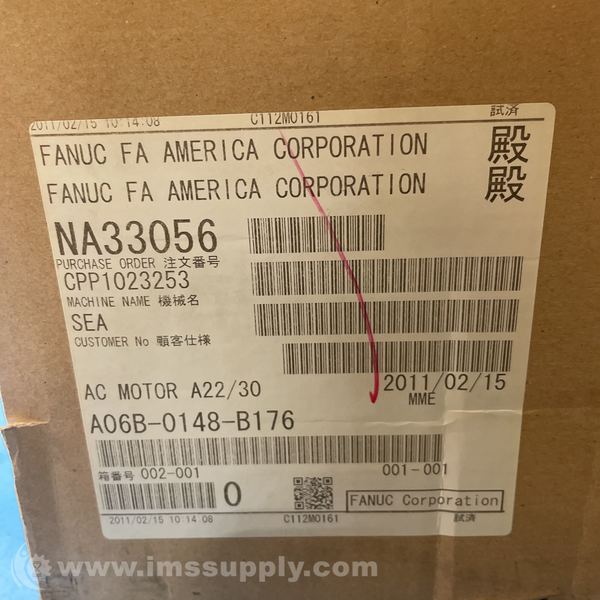 2011/02/15 10:14:08 C112M0161 試済
FANUC FA AMERICA CORPORATION 殿
FANUC FA AMERICA CORPORATION 殿
NA33056
PURCHASE ORDER 注文番号
CPP1023253
MACHINE NAME 機械名
SEA
CUSTOMER No 顧客仕様
AC MOTOR A22/30 2011/02/15
MME
A06B-0148-B176
箱番号 002-001 001-001
0 FANUC Corporation
2011/02/15 10:14:08 C112M0161 試済
www.imssupply.com